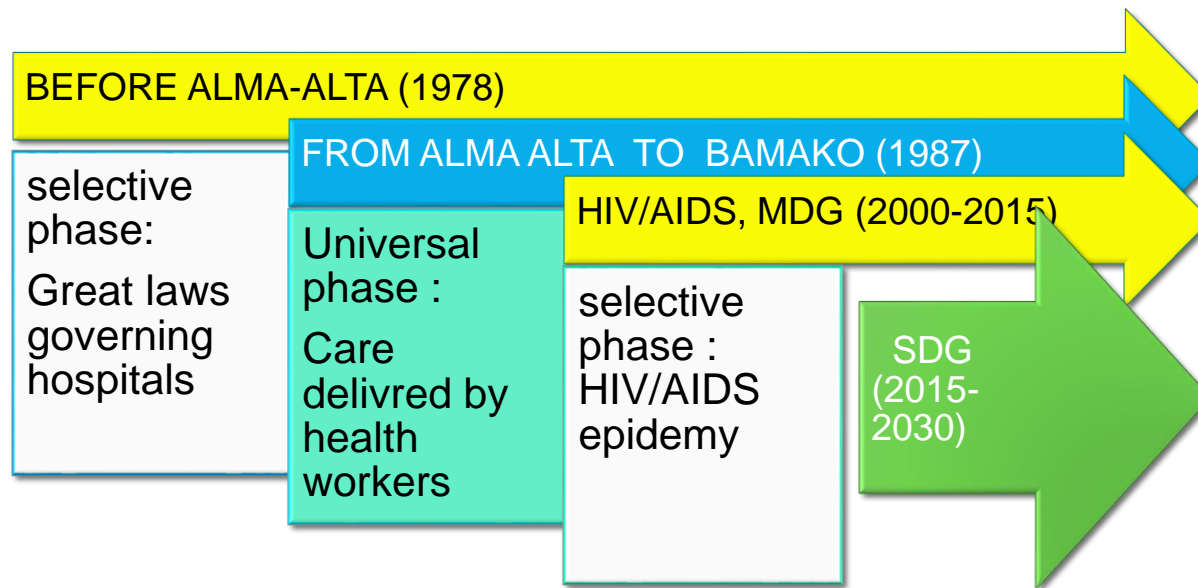 BEFORE ALMA-ALTA (1978)
FROM ALMA ALTA TO BAMAKO (1987)
HIV/AIDS, MDG (2000-2015)
selective
phase:
Great laws
governing
hospitals
Universal
phase :
Care
delivred by
health
workers
selective
phase :
HIV/AIDS
epidemy
SDG
(2015-
2030)